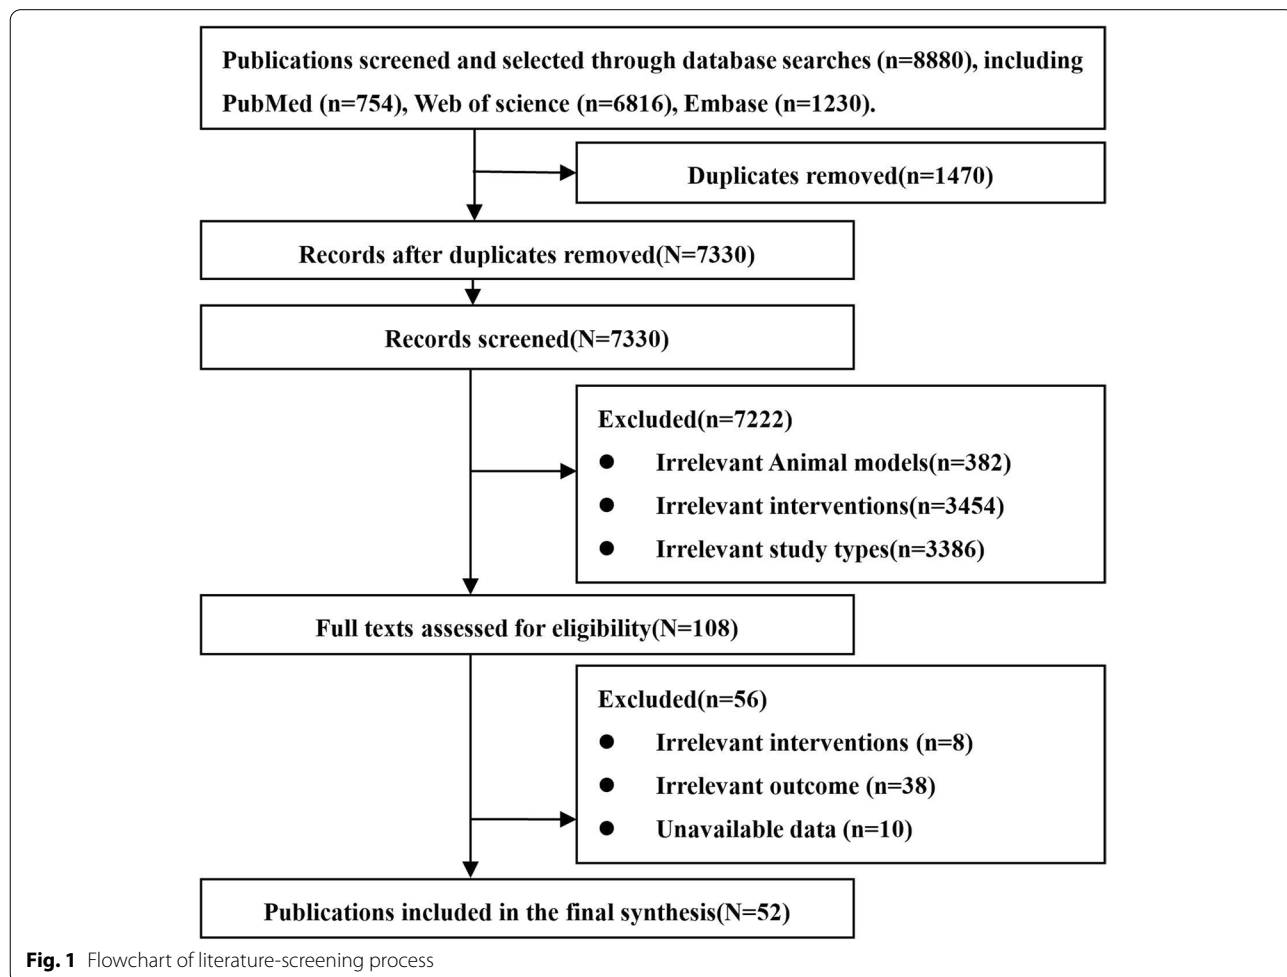 Publications screened and selected through database searches (n=8880), including
PubMed (n=754), Web of science (n=6816), Embase (n=1230).
Duplicates removed(n=1470)
Records after duplicates removed(N=7330)
Records screened(N=7330)
Excluded(n=7222)
● Irrelevant Animal models(n=382)
● Irrelevant interventions(n=3454)
● Irrelevant study types(n=3386)
Full texts assessed for eligibility(N=108)
Excluded(n=56)
● Irrelevant interventions (n=8)
● Irrelevant outcome (n=38)
● Unavailable data (n=10)
Publications included in the final synthesis(N=52)
Fig. 1 Flowchart of literature-screening process